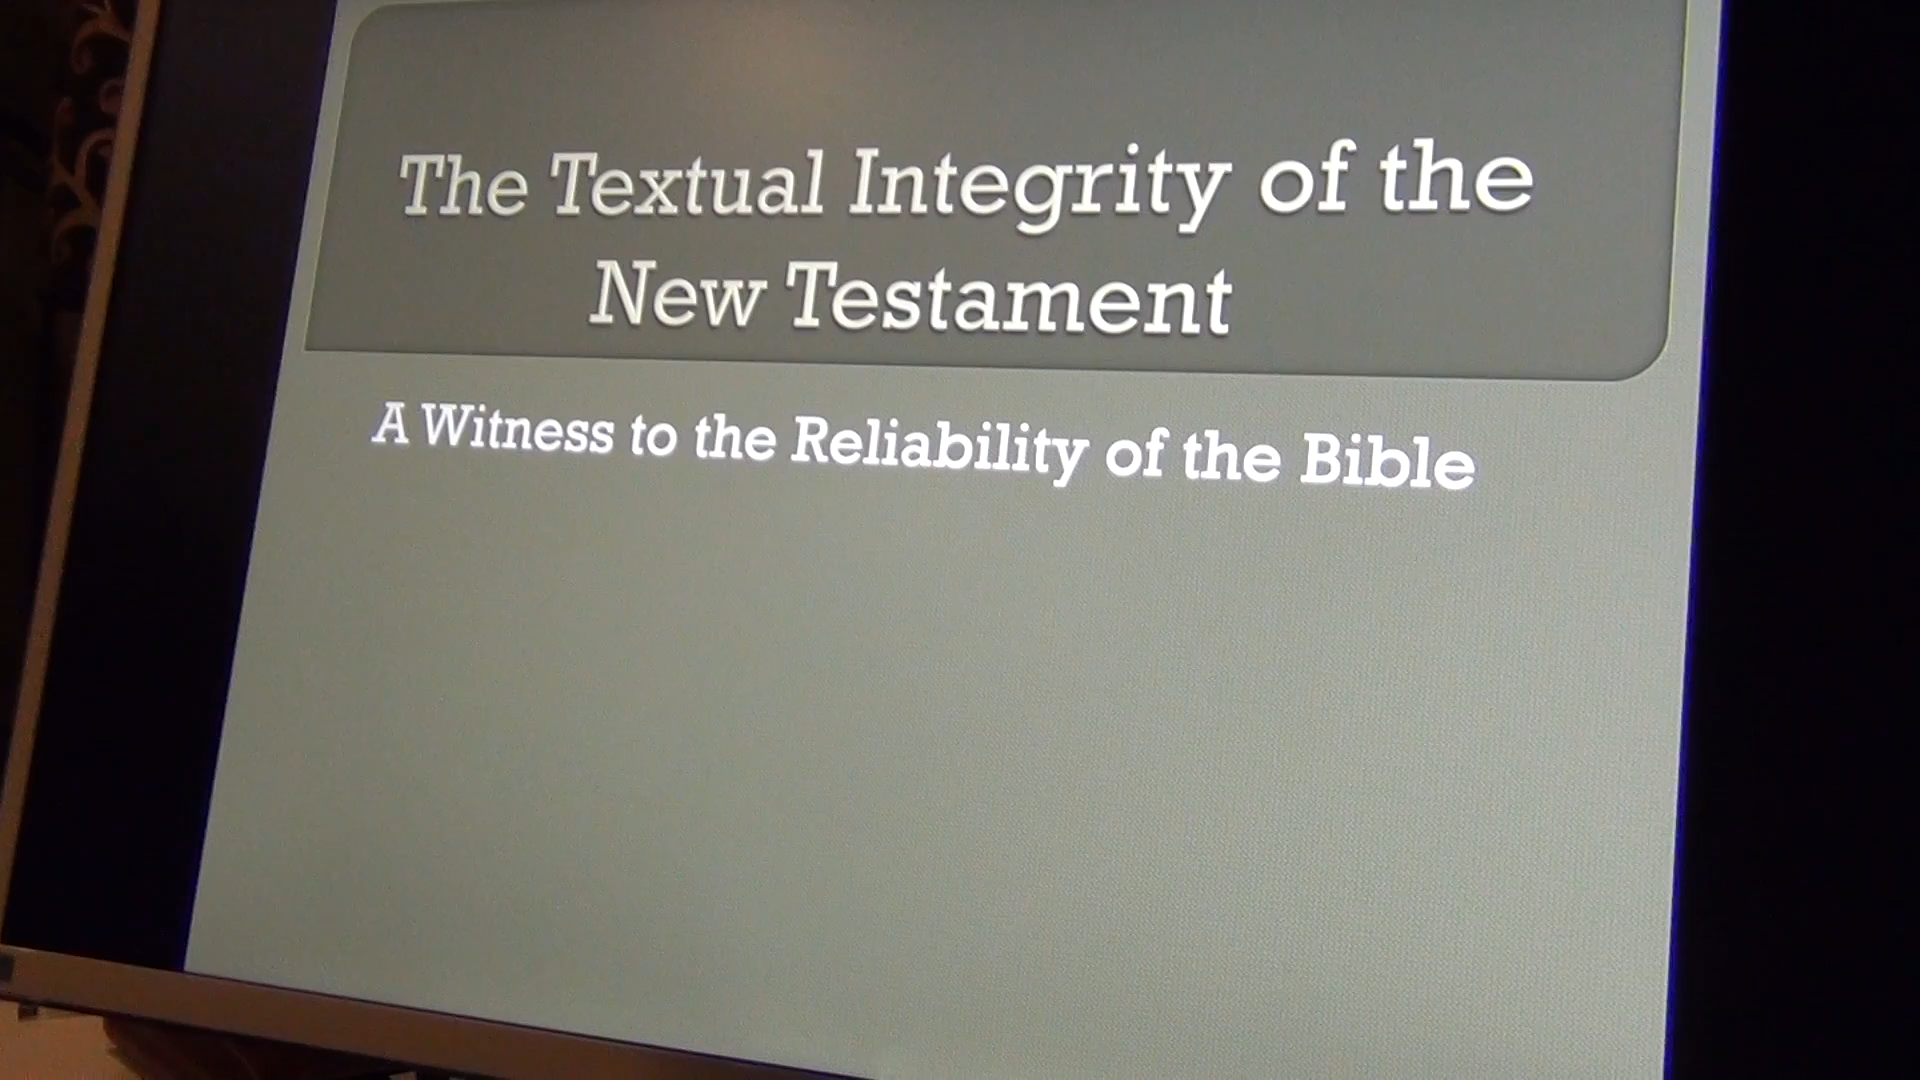 The Textual Integrity of the
New Testament
A Witness to the Reliability of the Bible